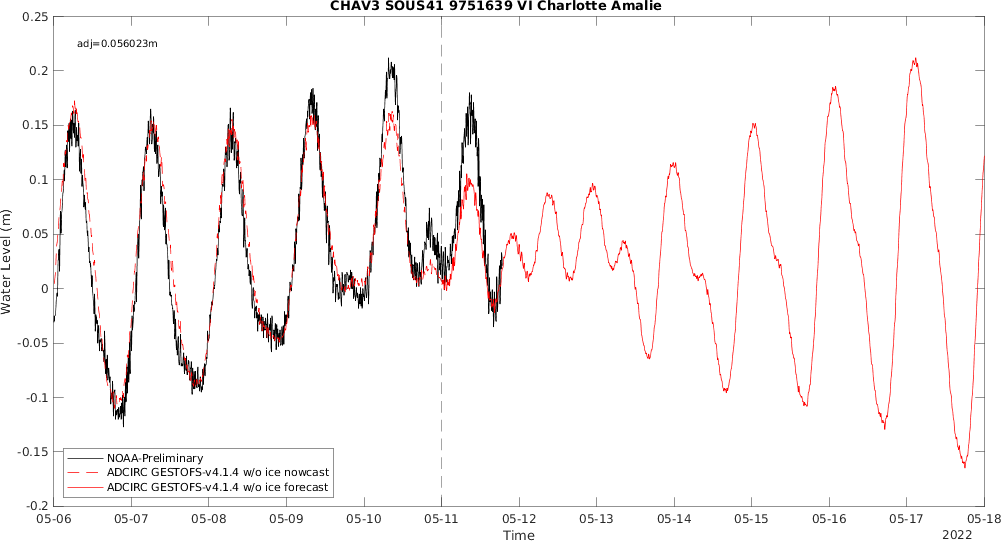 CHAV3 SOUS41 9751639 VI Charlotte Amalie
0.25
adj=0.056023m
0.2
0.15
0.1
0.05
0
-0.05
-0.1
-0.15
-0.2
Water Level (m)
NOAA-Preliminary
ADCIRC GESTOFS-v4.1.4 w/o ice nowcast
ADCIRC GESTOFS-v4.1.4 w/o ice forecast
05-06 05-07 05-08 05-09 05-10 05-11 05-12 05-13 05-14 05-15 05-16 05-17 05-18
Time
2022